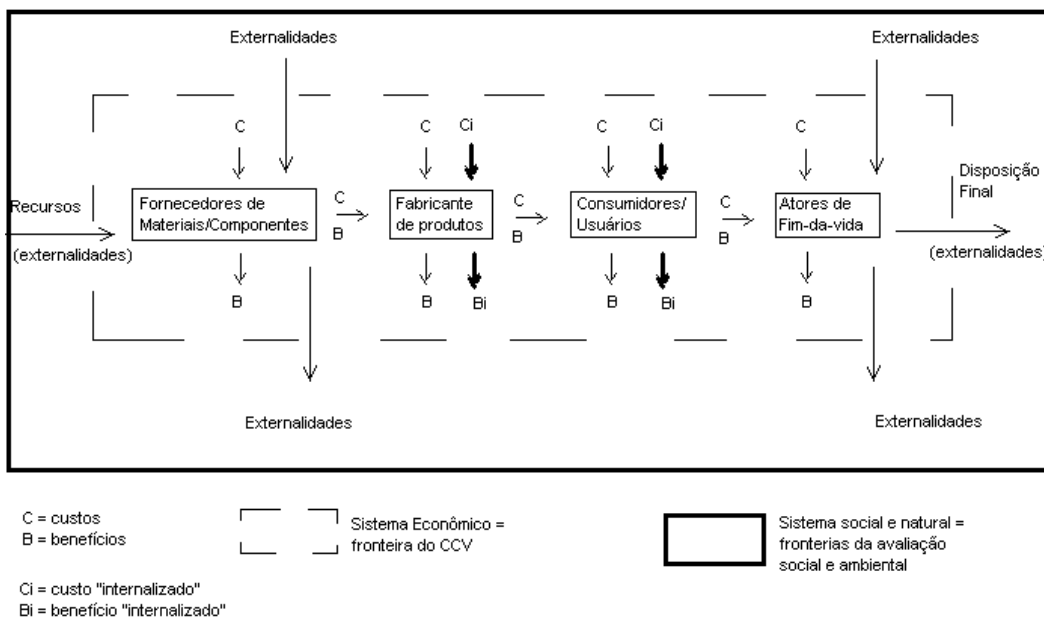 Externalidades
Externalidades
C
C
Ci
C
Ci
C
Recursos
(externalidades)
Fornecedores de
Materiais/Componentes
C
B
Fabricante
de produtos
C
B
Consumidores/
Usuários
C
B
Atores de
Fim-da-vida
Disposição
Final
(externalidades)
B
B
Bi
B
Bi
B
Externalidades
Externalidades
C = custos
B = benefícios
Ci = custo "internalizado"
Bi = benefício "internalizado"
Sistema Econômico =
fronteira do CCV
Sistema social e natural =
fronterias da avaliação
social e ambiental